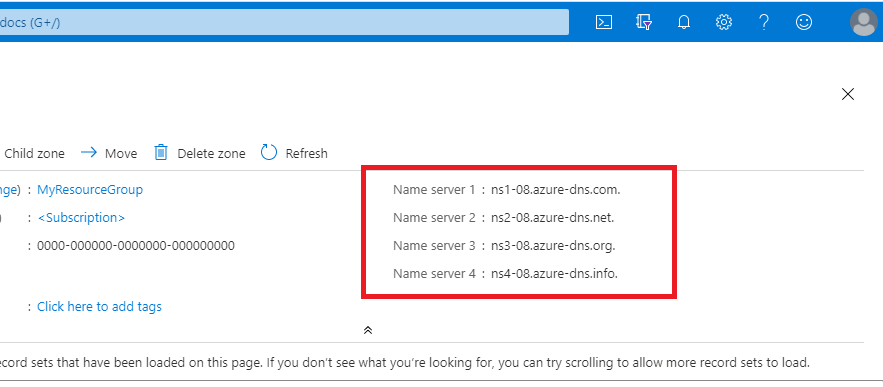 docs (G+/)
Child zone Move Delete zone Refresh
nge) : MyResourceGroup Name server 1 : ns1-08.azure-dns.com.
) : <Subscription> Name server 2 : ns2-08.azure-dns.net.
: 0000-000000-0000000-000000000 Name server 3 : ns3-08.azure-dns.org.
Name server 4 : ns4-08.azure-dns.info.
: Click here to add tags
ecord sets that have been loaded on this page. If you don't see what you're looking for, you can try scrolling to allow more record sets to load.